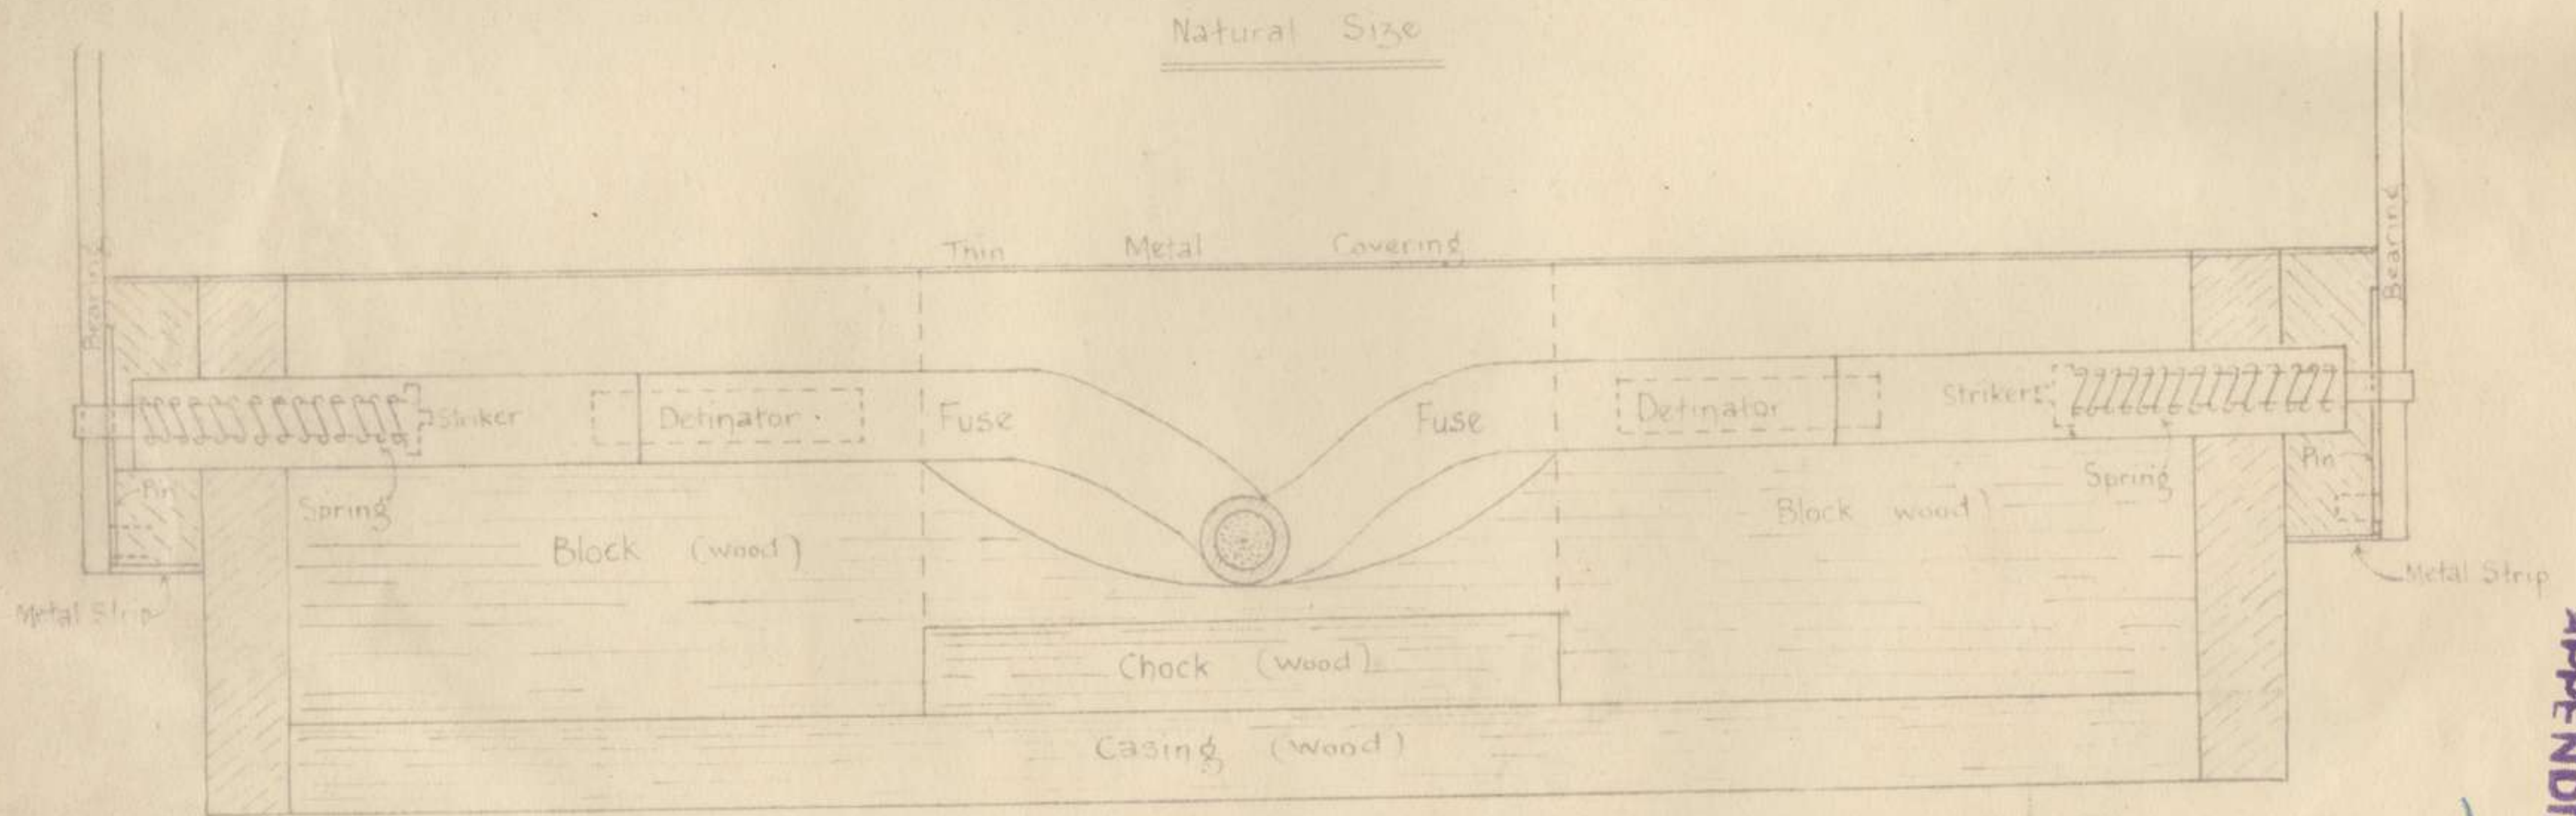 Natural Size
Thin Metal Covering
Bearing
Bearing
Striker
Detinator.
Fuse
Fuse
Detinator
Striker
Pin
Spring
Spring
Pin
Block (wood)
Block wood)
Metal Strip
Metal Strip
Chock (wood)
Casing (wood)
APPENDI